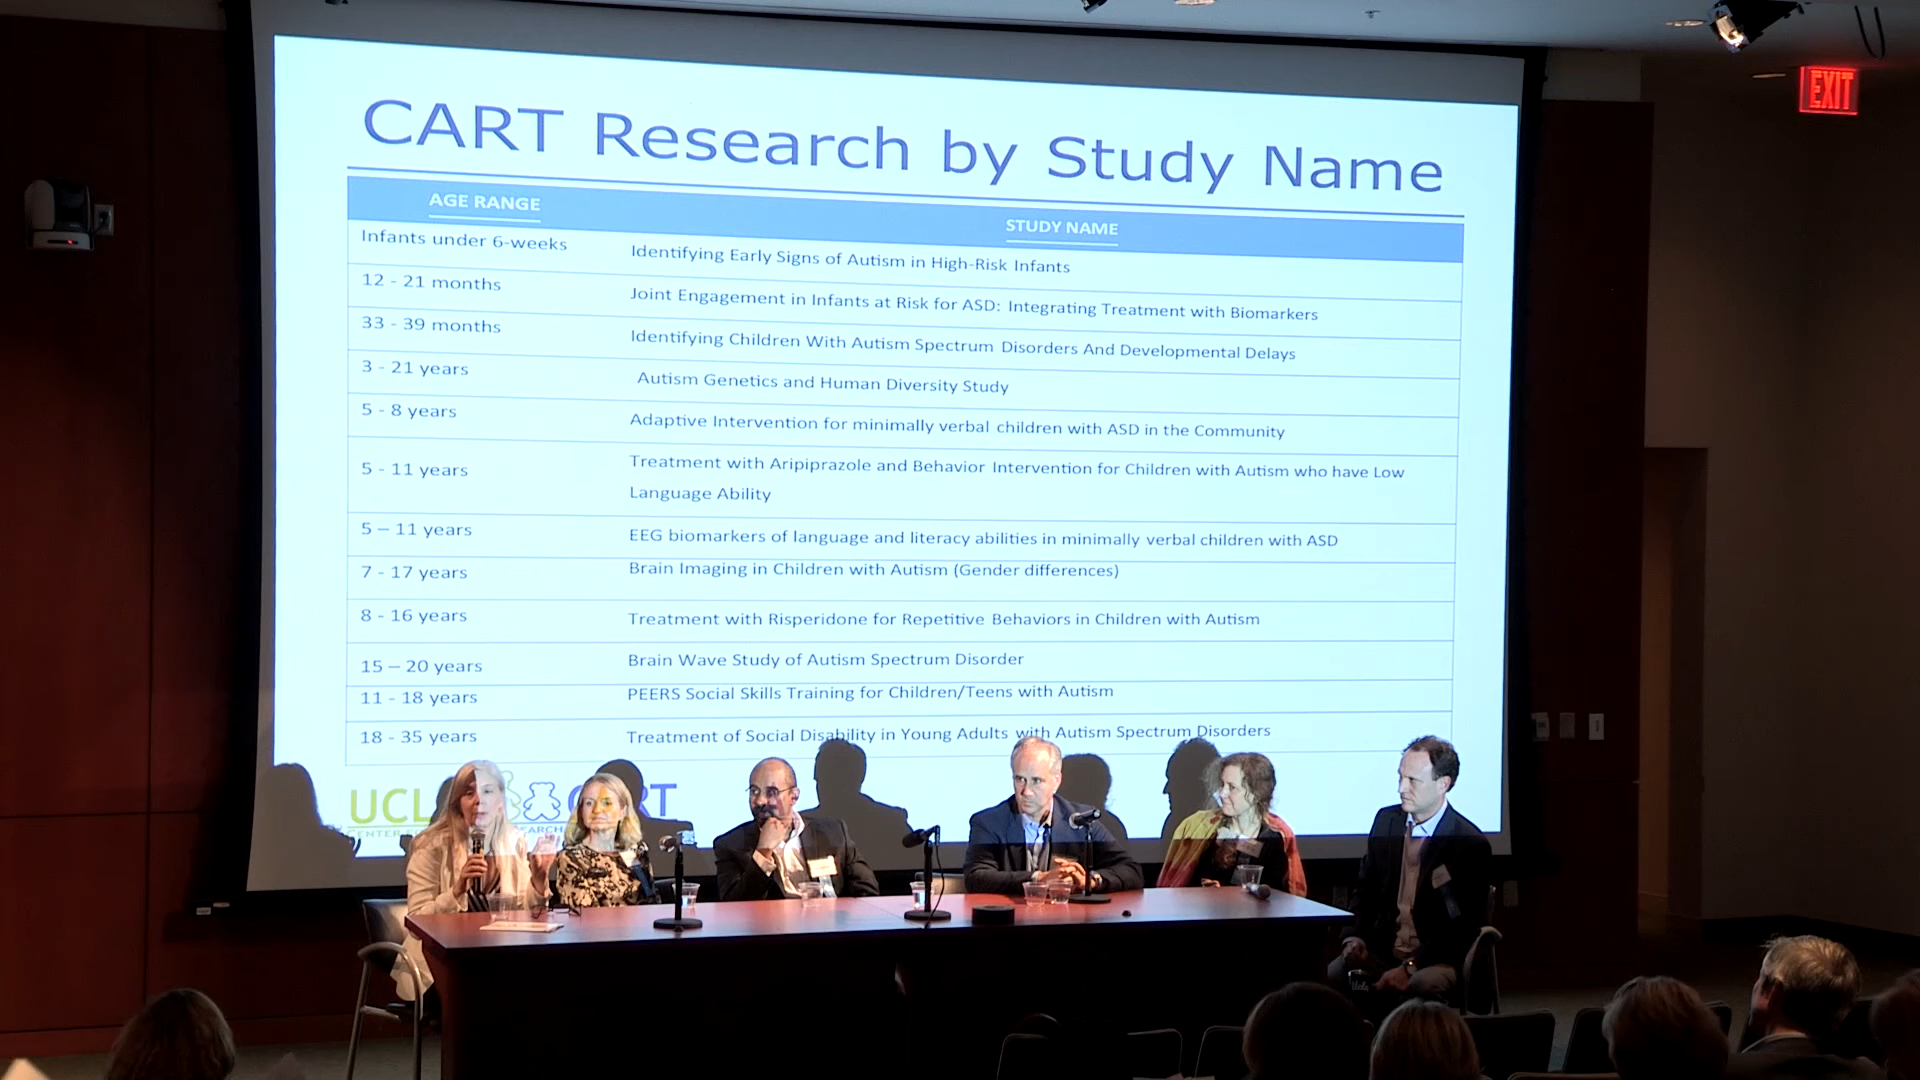 EXIT
CART Research by Study Name
AGE RANGE STUDY NAME
Infants under 6-weeks Identifying Early Signs of Autism in High-Risk Infants
12 - 21 months Joint Engagement in Infants at Risk for ASD: Integrating Treatment with Biomarkers
33 - 39 months Identifying Children With Autism Spectrum Disorders And Developmental Delays
3 - 21 years Autism Genetics and Human Diversity Study
5 - 8 years Adaptive Intervention for minimally verbal children with ASD in the Community
5 - 11 years Treatment with Aripiprazole and Behavior Intervention for Children with Autism who have Low
Language Ability
5 – 11 years EEG biomarkers of language and literacy abilities in minimally verbal children with ASD
7 - 17 years Brain Imaging in Children with Autism (Gender differences)
8 - 16 years Treatment with Risperidone for Repetitive Behaviors in Children with Autism
15 – 20 years Brain Wave Study of Autism Spectrum Disorder
11 - 18 years PEERS Social Skills Training for Children/Teens with Autism
18 - 35 years Treatment of Social Disability in Young Adults with Autism Spectrum Disorders